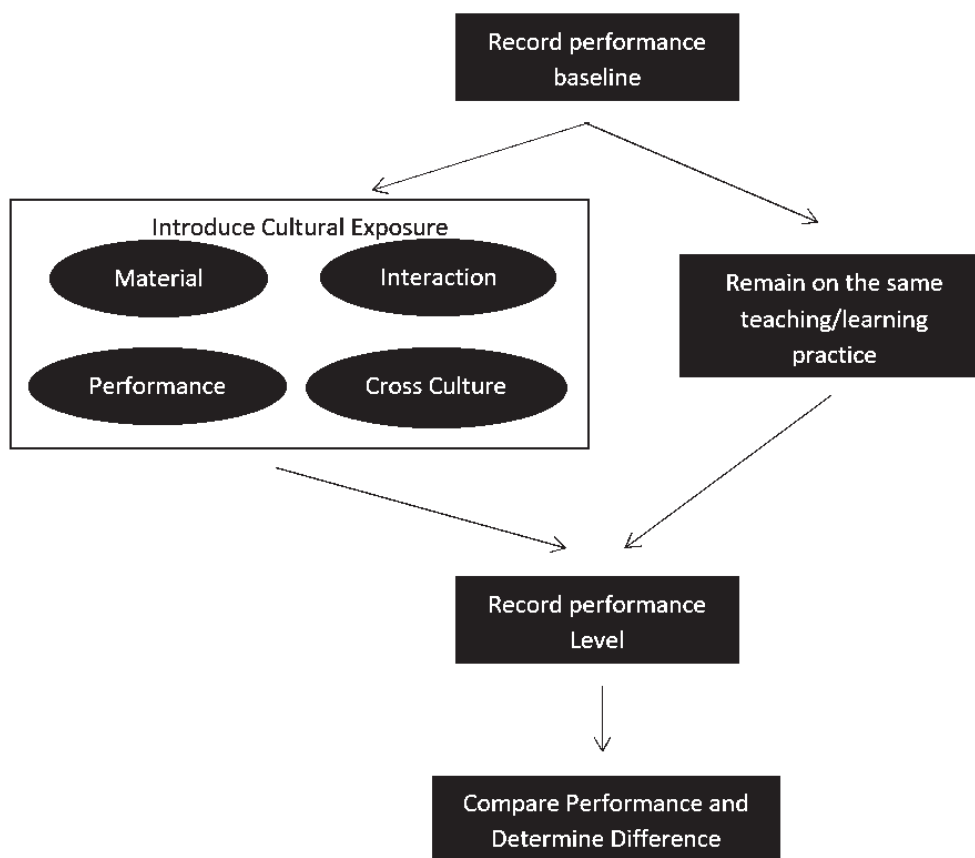 Record performance
baseline
Introduce Cultural Exposure
Material
Interaction
Performance
Cross Culture
Remain on the same
teaching/learning
practice
Record performance
Level
Compare Performance and
Determine Difference